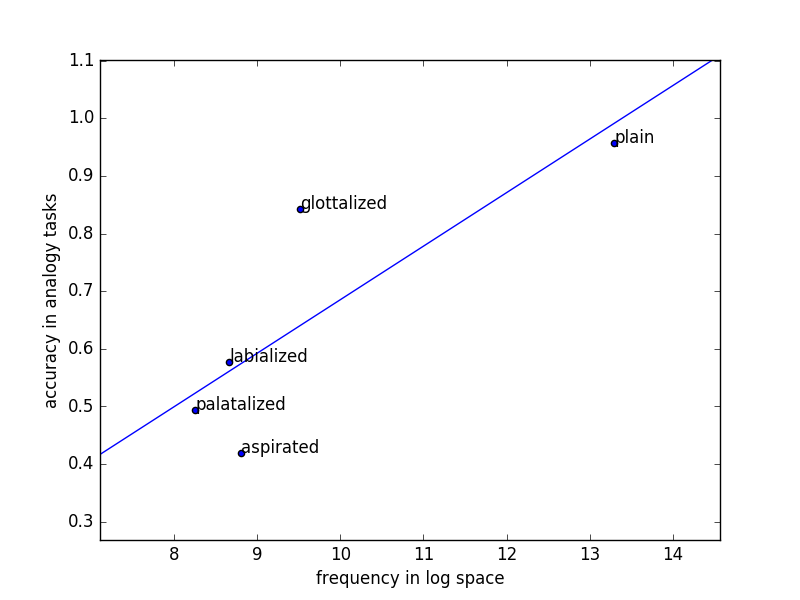 1.1
1.0
plain
0.9
glottalized
0.8
0.7
0.6
labialized
0.5
palatalized
aspirated
0.4
0.3
accuracy in analogy tasks
8 9 10 11 12 13 14
frequency in log space